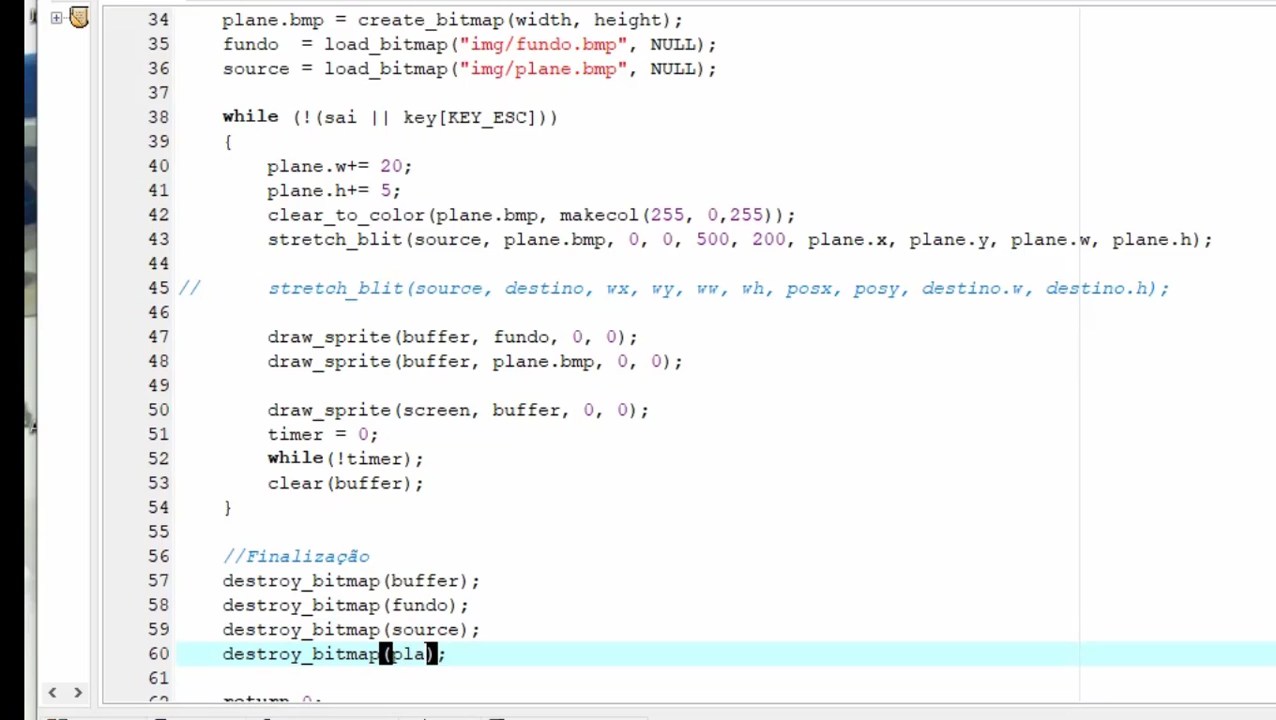 34 plane.bmp = create_bitmap(width, height);
35 fundo  = load_bitmap("img/fundo.bmp", NULL);
36 source = load_bitmap("img/plane.bmp", NULL);
37
38 while (!(sai || key[KEY_ESC]))
39 {
40 plane.w+= 20;
41 plane.h+= 5;
42 clear_to_color(plane.bmp, makecol(255, 0,255));
43 stretch_blit(source, plane.bmp, 0, 0, 500, 200, plane.x, plane.y, plane.w, plane.h);
44
45 // stretch_blit(source, destino, wx, wy, ww, wh, posx, posy, destino.w, destino.h);
46
47 draw_sprite(buffer, fundo, 0, 0);
48 draw_sprite(buffer, plane.bmp, 0, 0);
49
50 draw_sprite(screen, buffer, 0, 0);
51 timer = 0;
52 while(!timer);
53 clear(buffer);
54 }
55
56 //Finalização
57 destroy_bitmap(buffer);
58 destroy_bitmap(fundo);
59 destroy_bitmap(source);
60 destroy_bitmap(pla);
61
62 return 0;